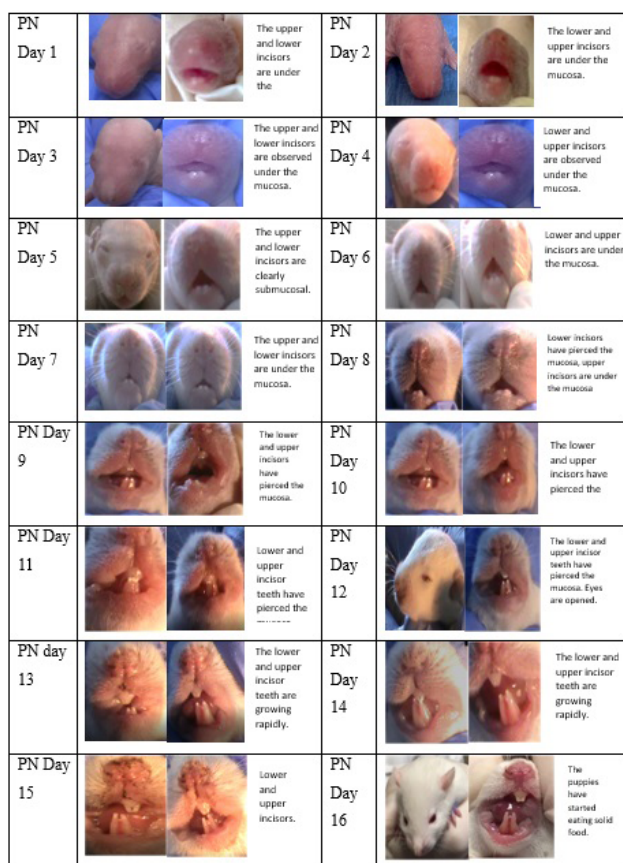 PN
Day 1
The upper
and lower
incisors
are under
the
PN
Day 2
The lower and
upper incisors
are under the
mucosa.
PN
Day 3
The upper and
lower incisors
are observed
under the
mucosa.
PN
Day 4
Lower and
upper incisors
are observed
under the
mucosa.
PN
Day 5
The upper
and lower
incisors are
clearly
submucosal.
PN
Day 6
Lower and upper
incisors are under
the mucosa.
PN
Day 7
The upper and
lower incisors
are under the
mucosa.
PN
Day 8
Lower incisors
have pierced the
mucosa, upper
incisors are under
the mucosa
PN Day
9
The lower
and upper
incisors
have
pierced the
mucosa.
PN
Day
10
The lower
and upper
incisors have
pierced the
PN Day
11
Lower and
upper
incisor
teeth have
pierced the
PN
Day
12
The lower and
upper incisor
teeth have
pierced the
mucosa. Eyes
are opened.
PN day
13
The lower
and upper
incisor
teeth are
growing
rapidly.
PN
Day
14
The lower and
upper incisor
teeth are
growing
rapidly.
PN Day
15
Lower
and
upper
incisors.
PN
Day
16
The
puppies
have
started
eating solid
food.